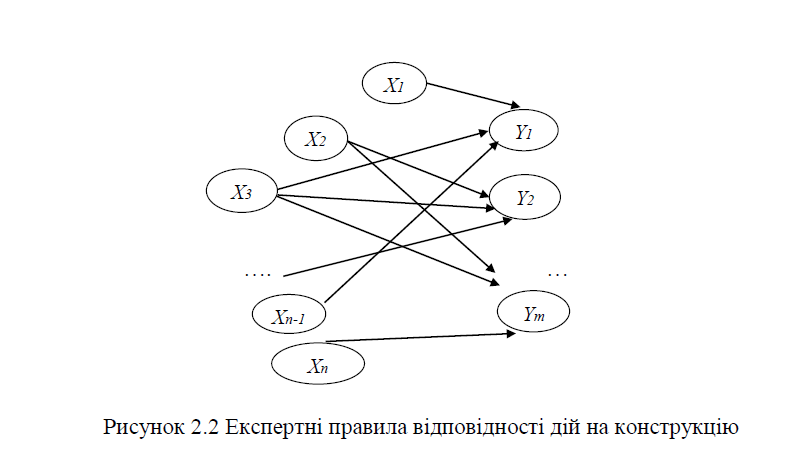 X1
Y1
X2
X3
Y2
.... ...
Xn-1
Ym
Xn
Рисунок 2.2 Експертні правила відповідності дій на конструкцію